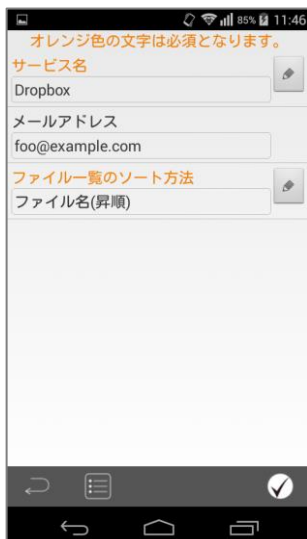 85% 11:46
オレンジ色の文字は必須となります。
サービス名
Dropbox
メールアドレス
foo@example.com
ファイル一覧のソート方法
ファイル名(昇順)